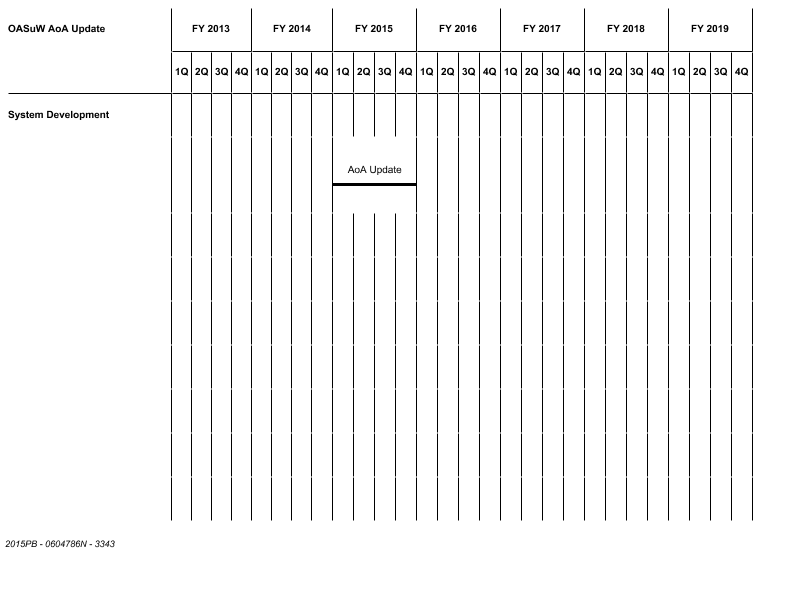 OASuW AoA Update FY 2013 FY 2014 FY 2015 FY 2016 FY 2017 FY 2018 FY 2019
1Q 2Q 3Q 4Q 1Q 2Q 3Q 4Q 1Q 2Q 3Q 4Q 1Q 2Q 3Q 4Q 1Q 2Q 3Q 4Q 1Q 2Q 3Q 4Q 1Q 2Q 3Q 4Q
System Development
AoA Update
2015PB - 0604786N - 3343